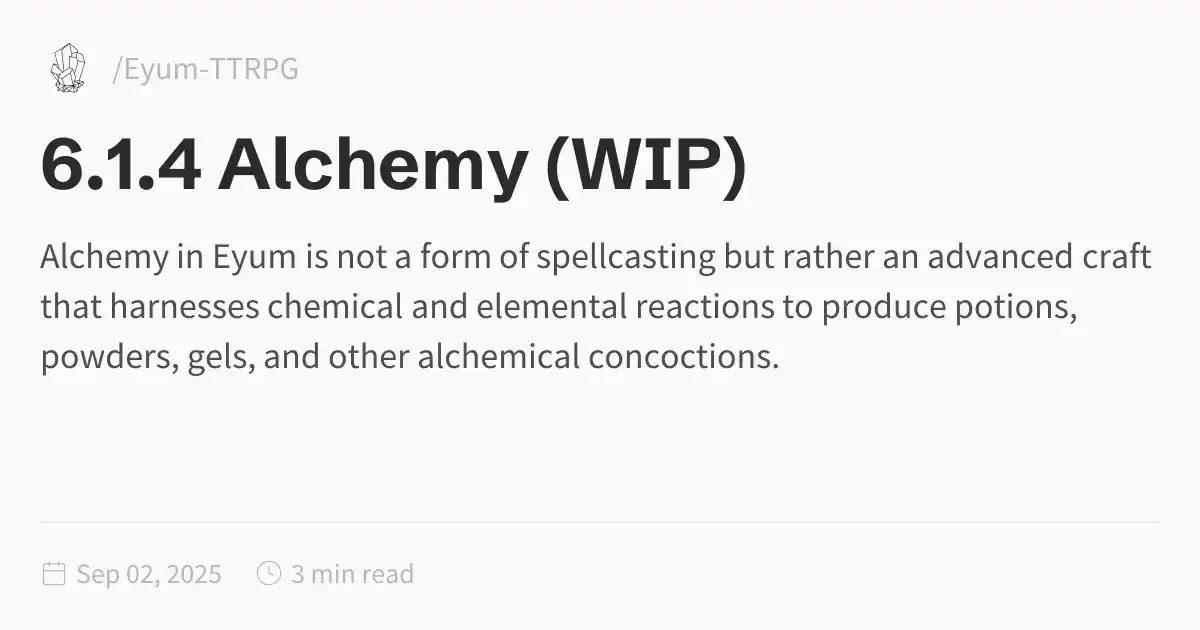 /Eyum-TTRPG
6.1.4 Alchemy (WIP)
Alchemy in Eyum is not a form of spellcasting but rather an advanced craft
that harnesses chemical and elemental reactions to produce potions,
powders, gels, and other alchemical concoctions.
Sep 02, 2025 3 min read